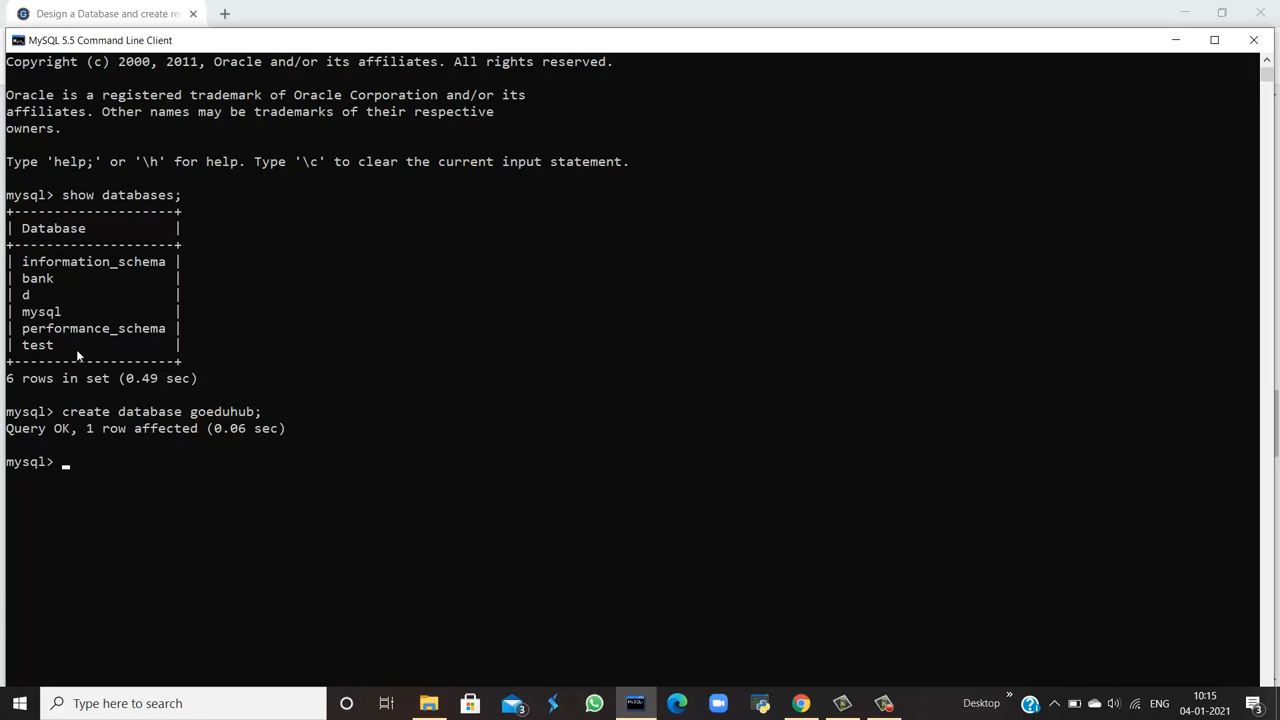 Design a Database and create re
MySQL 5.5 Command Line Client
Copyright (c) 2000, 2011, Oracle and/or its affiliates. All rights reserved.
Oracle is a registered trademark of Oracle Corporation and/or its
affiliates. Other names may be trademarks of their respective
owners.
Type 'help;' or '\h' for help. Type '\c' to clear the current input statement.
mysql> show databases;
+--------------------+
| Database           |
+--------------------+
| information_schema |
| bank               |
| d                  |
| mysql              |
| performance_schema |
| test               |
+--------------------+
6 rows in set (0.49 sec)
mysql> create database goeduhub;
Query OK, 1 row affected (0.06 sec)
mysql> _
Type here to search
3
MySQL
Desktop
»
ENG
10:15
04-01-2021
3